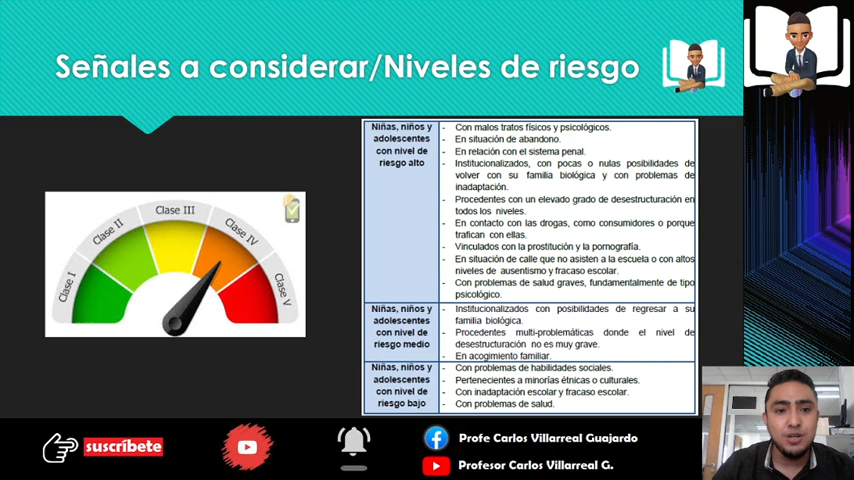 Señales a considerar/Niveles de riesgo
Clase I
Clase II
Clase III
Clase IV
Clase V
Niñas, niños y
adolescentes
con nivel de
riesgo alto
- Con malos tratos físicos y psicológicos.
- En situación de abandono.
- En relación con el sistema penal.
- Institucionalizados, con pocas o nulas posibilidades de
volver con su familia biológica y con problemas de
inadaptación.
- Procedentes con un elevado grado de desestructuración en
todos los niveles.
- En contacto con las drogas, como consumidores o porque
trafican con ellas.
- Vinculados con la prostitución y la pornografía.
- En situación de calle que no asisten a la escuela o con altos
niveles de ausentismo y fracaso escolar.
- Con problemas de salud graves, fundamentalmente de tipo
psicológico.
Niñas, niños y
adolescentes
con nivel de
riesgo medio
- Institucionalizados con posibilidades de regresar a su
familia biológica.
- Procedentes multi-problemáticas donde el nivel de
desestructuración no es muy grave.
- En acogimiento familiar.
Niñas, niños y
adolescentes
con nivel de
riesgo bajo
- Con problemas de habilidades sociales.
- Pertenecientes a minorías étnicas o culturales.
- Con inadaptación escolar y fracaso escolar.
- Con problemas de salud.
suscríbete
Profe Carlos Villarreal Guajardo
Profesor Carlos Villarreal G.